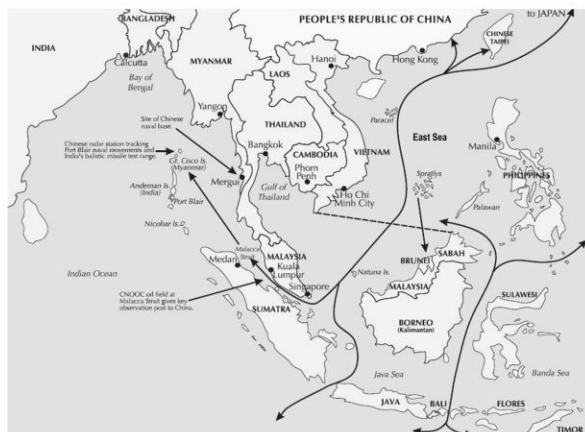 PEOPLE'S REPUBLIC OF CHINA
to JAPAN
CHINESE
TAIPEI
BANGLADESH
INDIA
Calcutta
MYANMAR
Hanoi
Hong Kong
Bay of
Bengal
LAOS
Yangon
Site of Chinese
naval base.
THAILAND
Paracel
East Sea
Chinese radar station tracking
Port Blair naval movements and
India's ballistic missile test range.
Bangkok
VIETNAM
Manila
Gt. Coco Is.
(Myanmar)
CAMBODIA
Phom
Penh
Mergui
Spratlys
PHILIPPINES
Andeman Is.
(India)
Port Blair
Gulf of
Thailand
Ho Chi
Minh City
Palawan
Nicobar Is.
Malacca
Strait
MALAYSIA
SABAH
BRUNEI
Indian Ocean
Medan
Kuala
Lumpur
Natuna Is.
MALAYSIA
Singapore
CNOOC oil field at
Malacca Strait gives key
observation post to China.
SUMATRA
BORNEO
(Kalimantan)
SULAWESI
Java Sea
Banda Sea
JAVA
BALI
FLORES
TIMOR